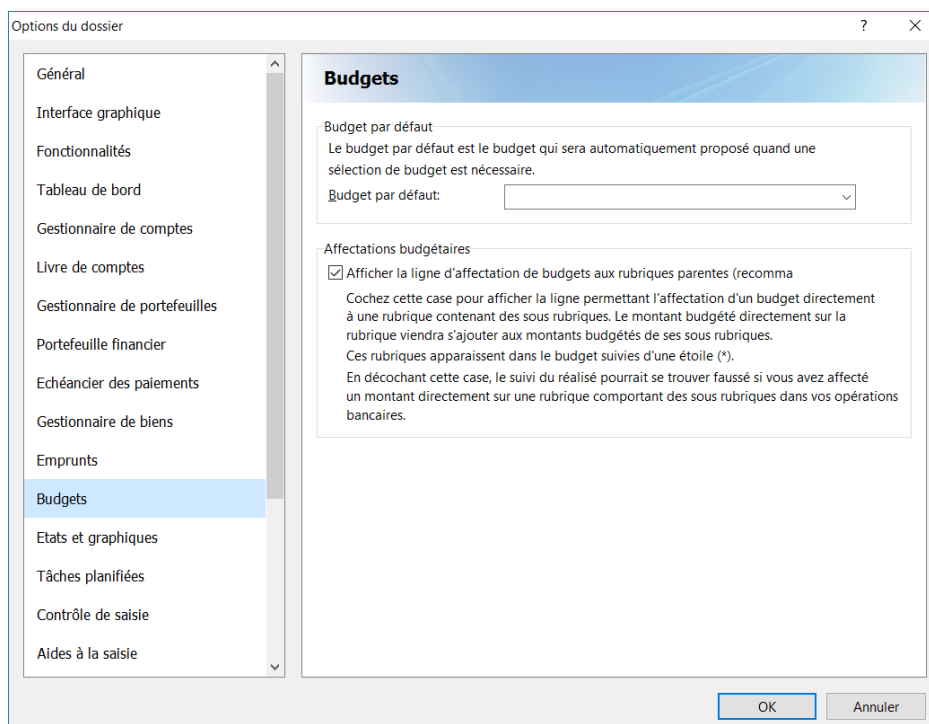 Options du dossier
?
Général
Interface graphique
Fonctionnalités
Tableau de bord
Gestionnaire de comptes
Livre de comptes
Gestionnaire de portefeuilles
Portefeuille financier
Echéancier des paiements
Gestionnaire de biens
Emprunts
Budgets
Etats et graphiques
Tâches planifiées
Contrôle de saisie
Aides à la saisie
Budgets
Budget par défaut
Le budget par défaut est le budget qui sera automatiquement proposé quand une
sélection de budget est nécessaire.
Budget par défaut:
Affectations budgétaires
Afficher la ligne d'affectation de budgets aux rubriques parentes (recomma
Cochez cette case pour afficher la ligne permettant l'affectation d'un budget directement
à une rubrique contenant des sous rubriques. Le montant budgété directement sur la
rubrique viendra s'ajouter aux montants budgétés de ses sous rubriques.
Ces rubriques apparaissent dans le budget suivies d'une étoile (*).
En décochant cette case, le suivi du réalisé pourrait se trouver faussé si vous avez affecté
un montant directement sur une rubrique comportant des sous rubriques dans vos opérations
bancaires.
OK
Annuler